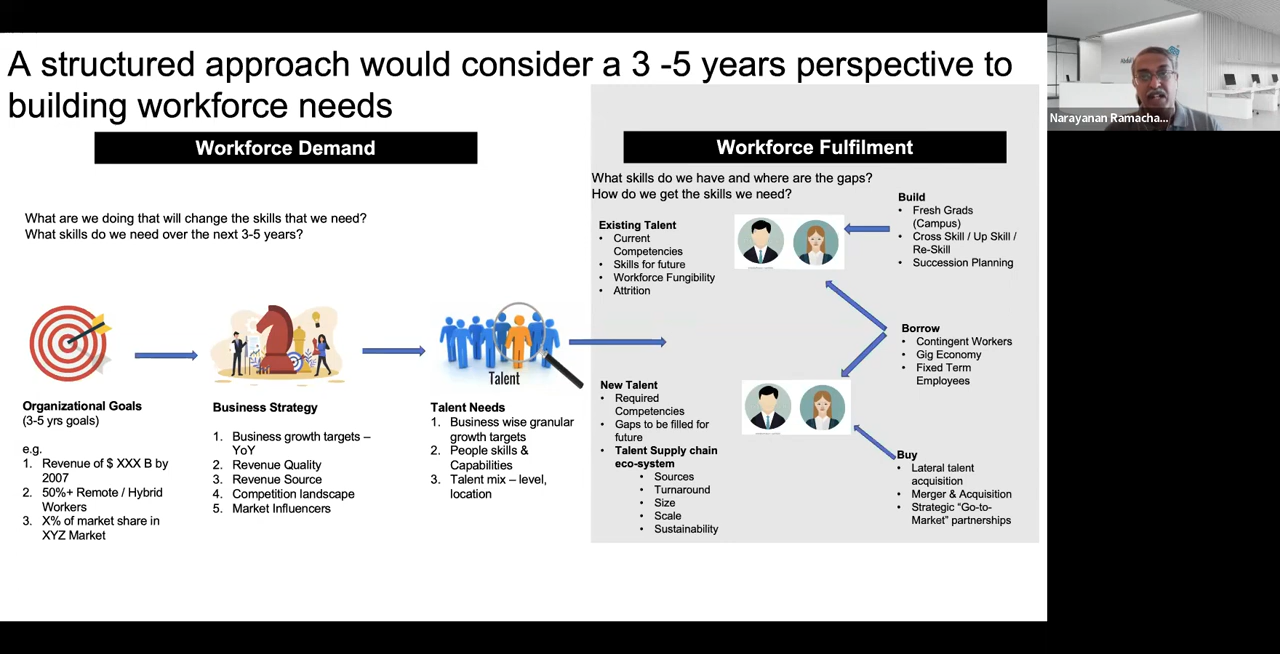 A structured approach would consider a 3 -5 years perspective to
building workforce needs
Workforce Demand
What are we doing that will change the skills that we need?
What skills do we need over the next 3-5 years?
Talent
Organizational Goals
(3-5 yrs goals)
e.g.
1. Revenue of $ XXX B by
2007
2. 50%+ Remote / Hybrid
Workers
3. X% of market share in
XYZ Market
Business Strategy
1. Business growth targets –
YoY
2. Revenue Quality
3. Revenue Source
4. Competition landscape
5. Market Influencers
Talent Needs
1. Business wise granular
growth targets
2. People skills &
Capabilities
3. Talent mix – level,
location
Workforce Fulfilment
What skills do we have and where are the gaps?
How do we get the skills we need?
Existing Talent
• Current
Competencies
• Skills for future
• Workforce Fungibility
• Attrition
New Talent
• Required
Competencies
• Gaps to be filled for
future
• Talent Supply chain
eco-system
• Sources
• Turnaround
• Size
• Scale
• Sustainability
Build
• Fresh Grads
(Campus)
• Cross Skill / Up Skill /
Re-Skill
• Succession Planning
Borrow
• Contingent Workers
• Gig Economy
• Fixed Term
Employees
Buy
• Lateral talent
acquisition
• Merger & Acquisition
• Strategic “Go-to-
Market” partnerships
Narayanan Ramacha...